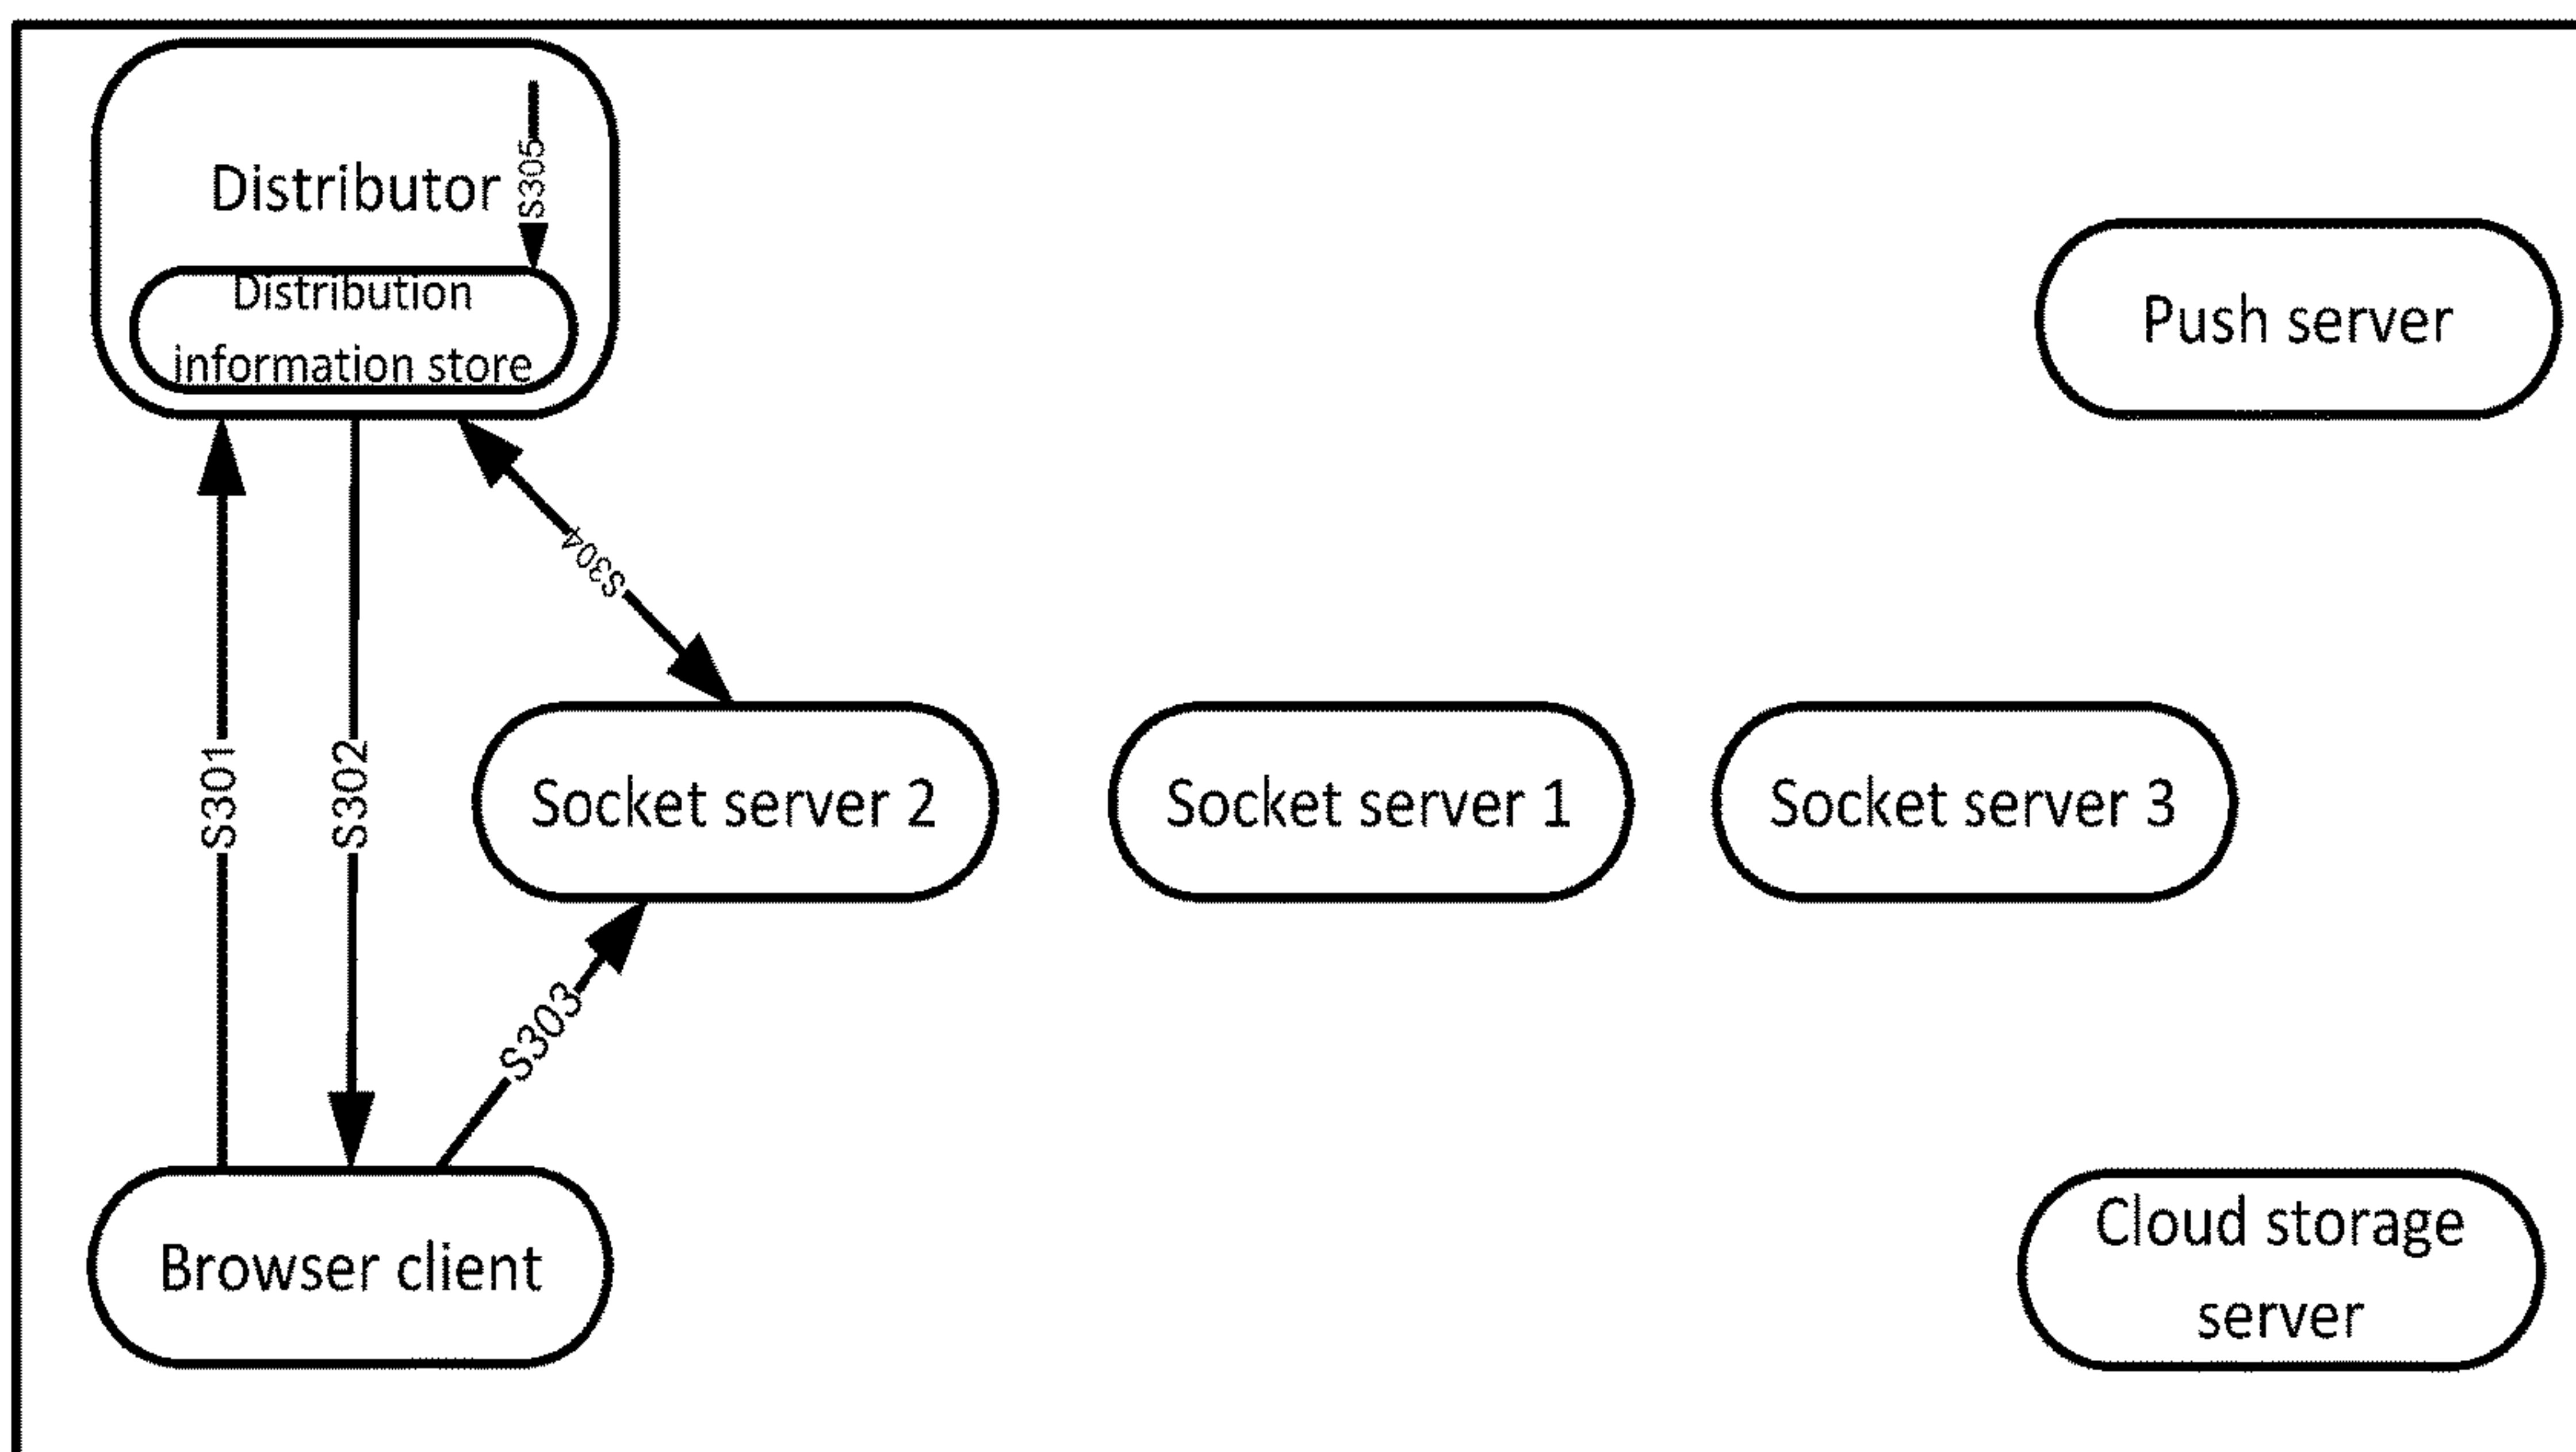 S305
Distributor
Distribution
information store
Push server
S304
S301
S302
Socket server 2
Socket server 1
Socket server 3
S303
Browser client
Cloud storage
server